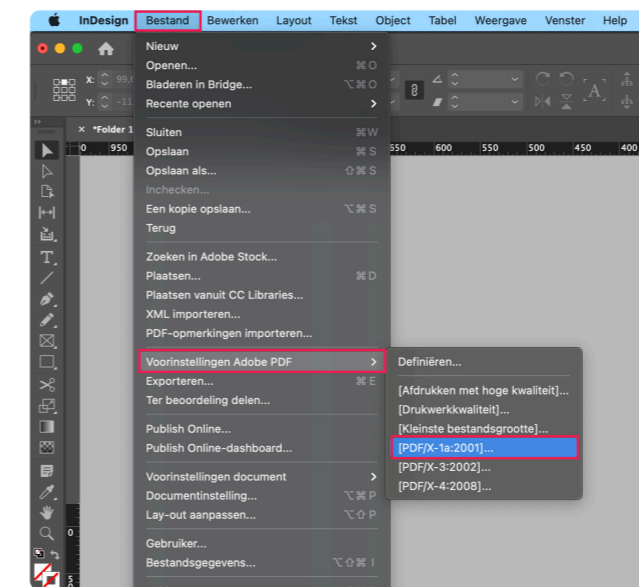 InDesign Bestand Bewerken Layout Tekst Object Tabel Weergave Venster Help
Nieuw
Openen... ⌘O
Bladeren in Bridge... ⌥⌘O
Recente openen
X:
Y:
× *Folder 1
Sluiten ⌘W
0 950 550 600 550 500 450 400
Opslaan ⌘S
Opslaan als... ⇧⌘S
Inchecken...
Een kopie opslaan... ⌥⌘S
Terug
Zoeken in Adobe Stock...
Plaatsen... ⌘D
Plaatsen vanuit CC Libraries...
XML importeren...
PDF-opmerkingen importeren...
Voorinstellingen Adobe PDF
Exporteren... ⌘E
Ter beoordeling delen...
Publish Online...
Publish Online-dashboard...
Voorinstellingen document
Documentinstelling... ⌥⌘P
Lay-out aanpassen... ⌥⇧P
Gebruiker...
Bestandsgegevens... ⌥⇧⌘I
Definiëren...
[Afdrukken met hoge kwaliteit]...
[Drukwerkkwaliteit]...
[Kleinste bestandsgrootte]...
[PDF/X-1a:2001]...
[PDF/X-3:2002]...
[PDF/X-4:2008]...
0
5